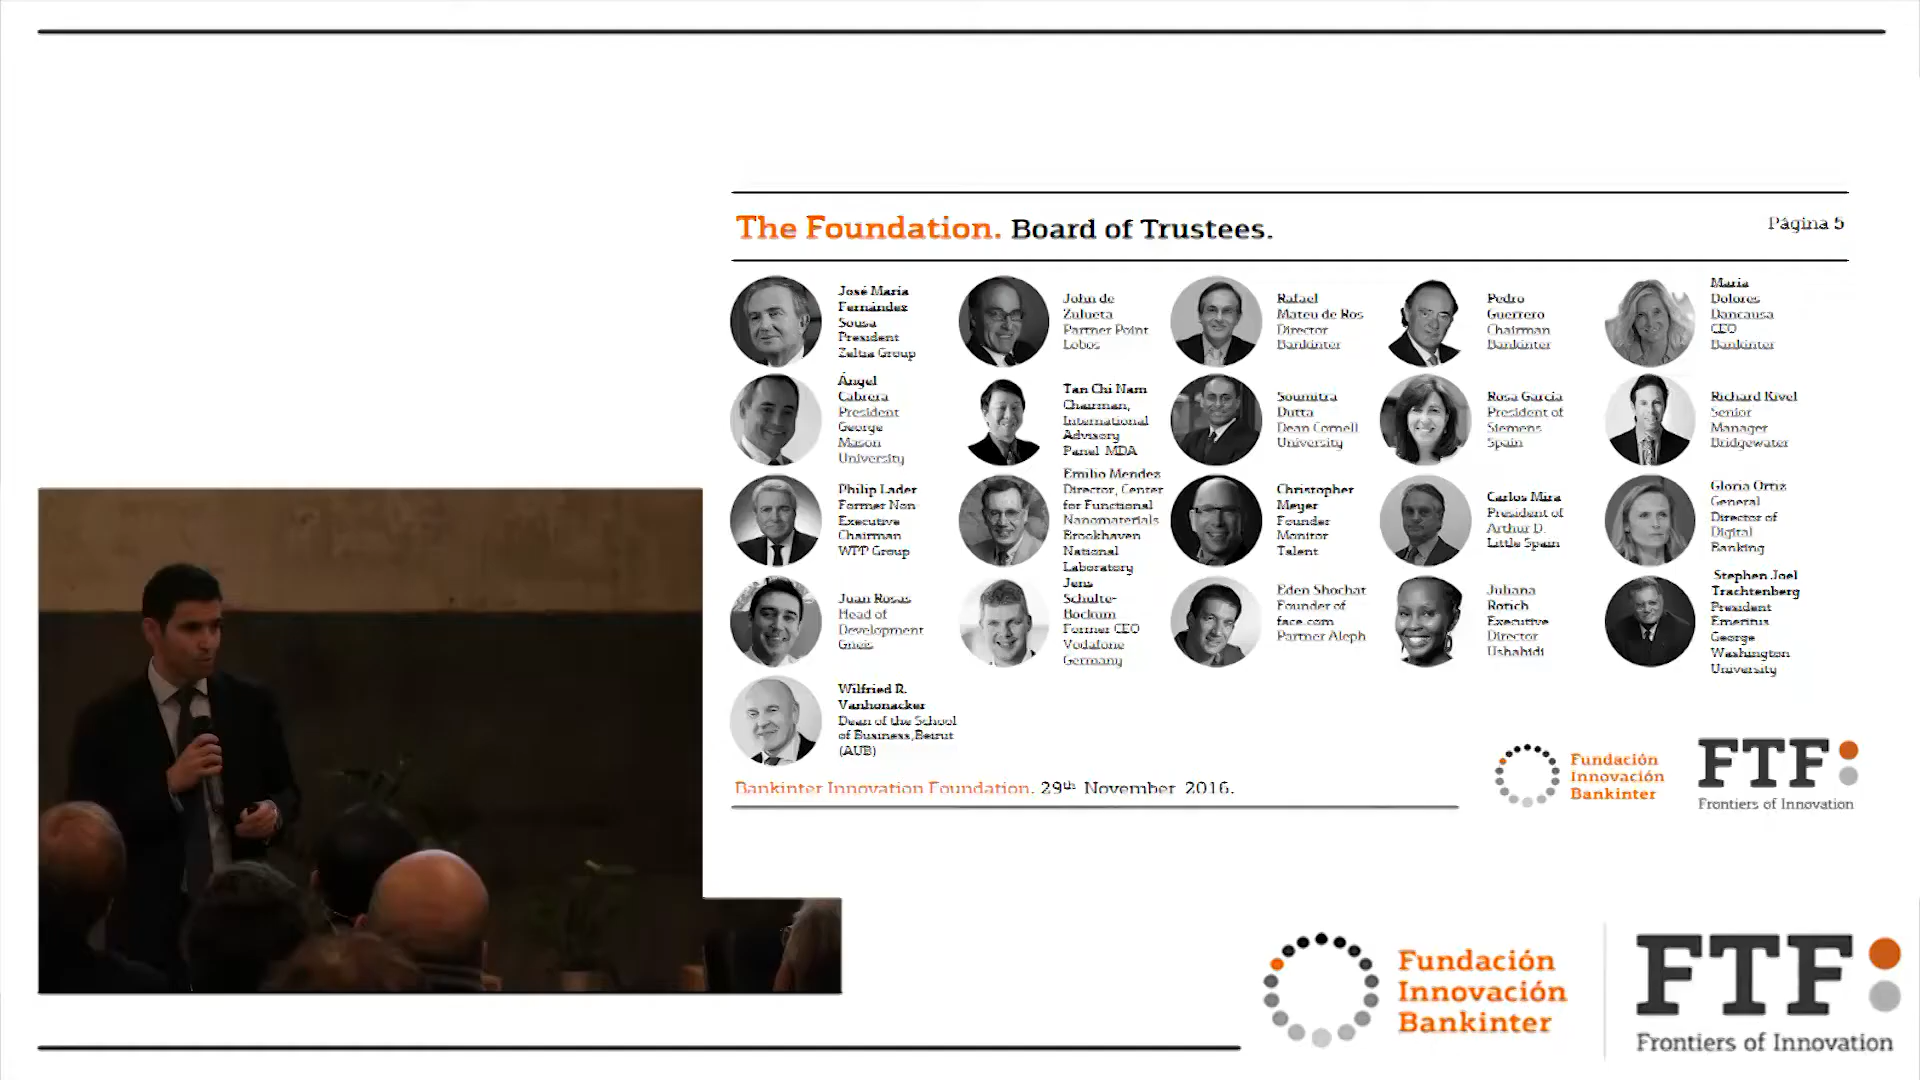 The Foundation. Board of Trustees.
Página 5
José María
Fernández
Sousa
President
Zeltia Group
John de
Zulueta
Partner Point
Lobos
Rafael
Mateu de Ros
Director
Bankinter
Pedro
Guerrero
Chairman
Bankinter
Maria
Dolores
Dancausa
CEO
Bankinter
Ángel
Cabrera
President
George
Mason
University
Tan Chi Nam
Chairman,
International
Advisory
Panel MDA
Soumitra
Dutta
Dean Cornell
University
Rosa Garcia
President of
Siemens
Spain
Richard Kivel
Senior
Manager
Bridgewater
Philip Lader
Former Non
Executive
Chairman
WPP Group
Emilio Mendez
Director, Center
for Functional
Nanomaterials
Brookhaven
National
Laboratory
Christopher
Meyer
Founder
Monitor
Talent
Carlos Mira
President of
Arthur D.
Little Spain
Gloria Ortiz
General
Director of
Digital
Banking
Juan Rosas
Head of
Development
Gneis
Jens
Schulte-
Bockum
Former CEO
Vodafone
Germany
Eden Shochat
Founder of
face.com
Partner Aleph
Juliana
Rotich
Executive
Director
Ushahidi
Stephen Joel
Trachtenberg
President
Emeritus
George
Washington
University
Wilfried R.
Vanhonacker
Dean of the School
of Business,Beirut
(AUB)
Bankinter Innovation Foundation. 29th November 2016.
Fundación
Innovación
Bankinter
FTF:
Frontiers of Innovation
Fundación
Innovación
Bankinter
FTF:
Frontiers of Innovation